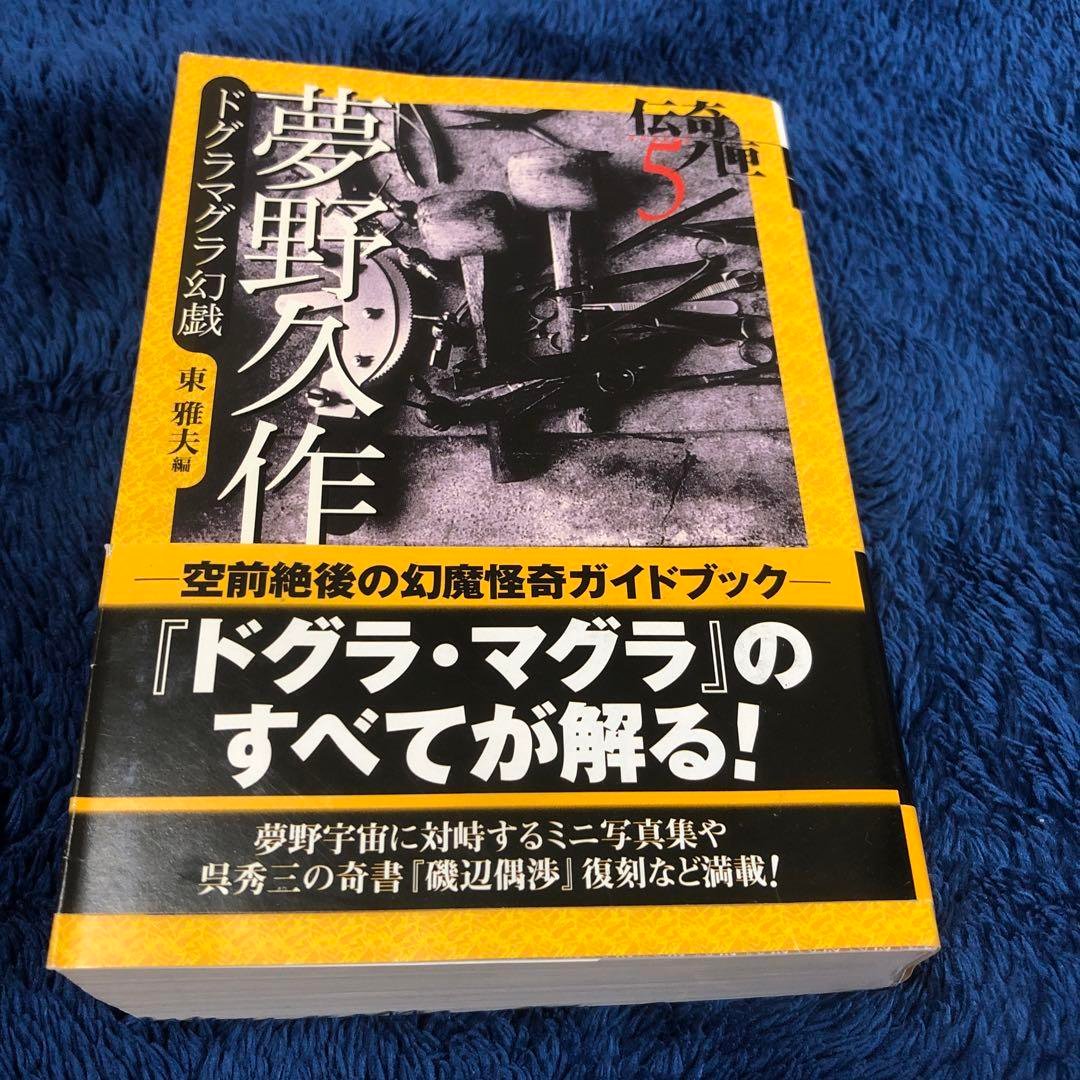 伝奇ノ匣
5
夢野久作
ドグラマグラ幻戯
東 雅夫編
―空前絶後の幻魔怪奇ガイドブック―
『ドグラ・マグラ』の
すべてが解る!
夢野宇宙に対峙するミニ写真集や
呉秀三の奇書『磯辺偶渉』復刻など満載!